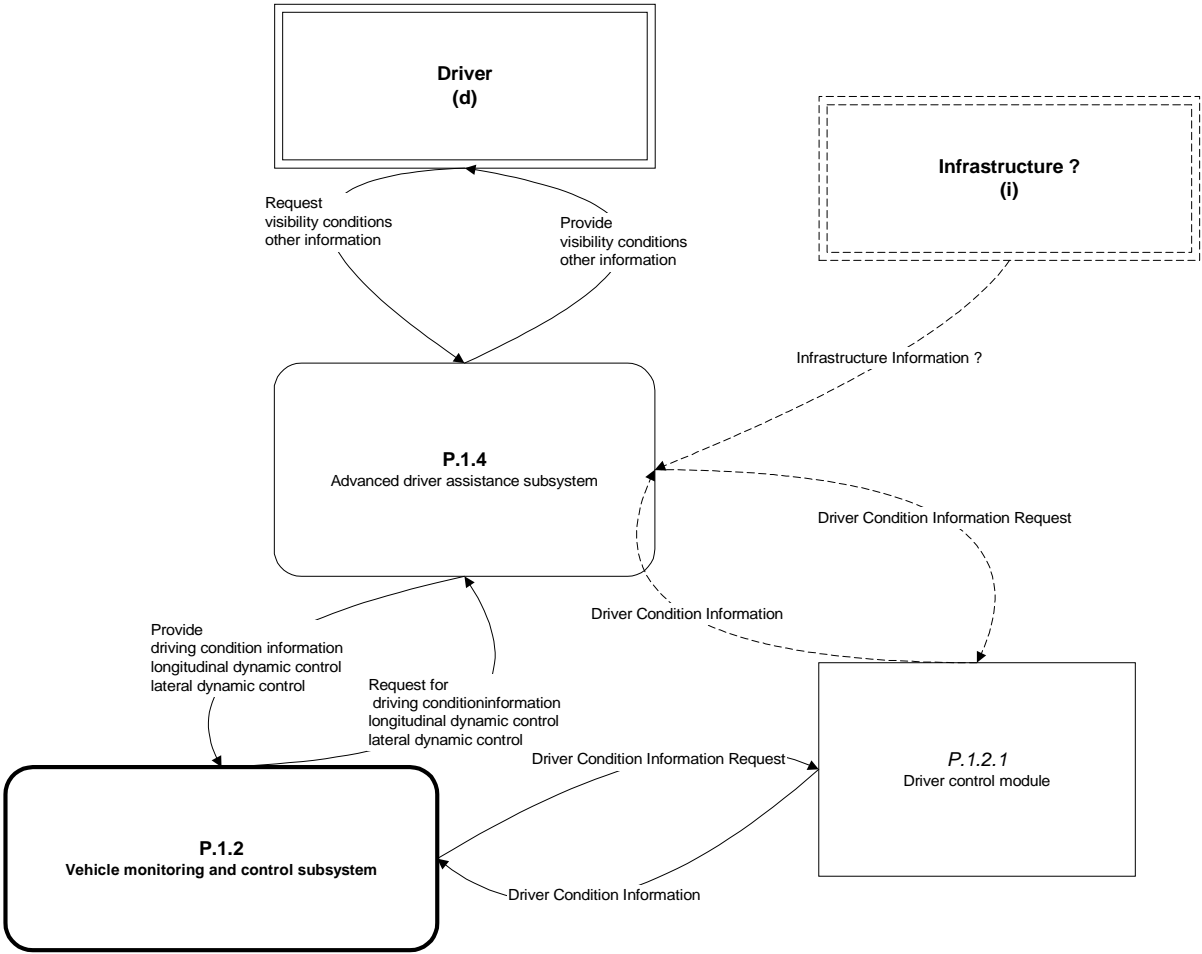 Driver
(d)
Infrastructure ?
(i)
Request
visibility conditions
other information
Provide
visibility conditions
other information
Infrastructure Information ?
P.1.4
Advanced driver assistance subsystem
Driver Condition Information Request
Driver Condition Information
Provide
driving condition information
longitudinal dynamic control
lateral dynamic control
Request for
driving conditioninformation
longitudinal dynamic control
lateral dynamic control
Driver Condition Information Request
P.1.2.1
Driver control module
P.1.2
Vehicle monitoring and control subsystem
Driver Condition Information